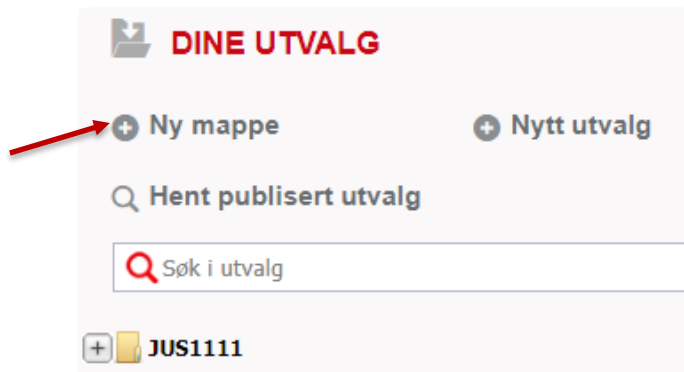 DINE UTVALG
Ny mappe Nytt utvalg
Hent publisert utvalg
Søk i utvalg
JUS1111